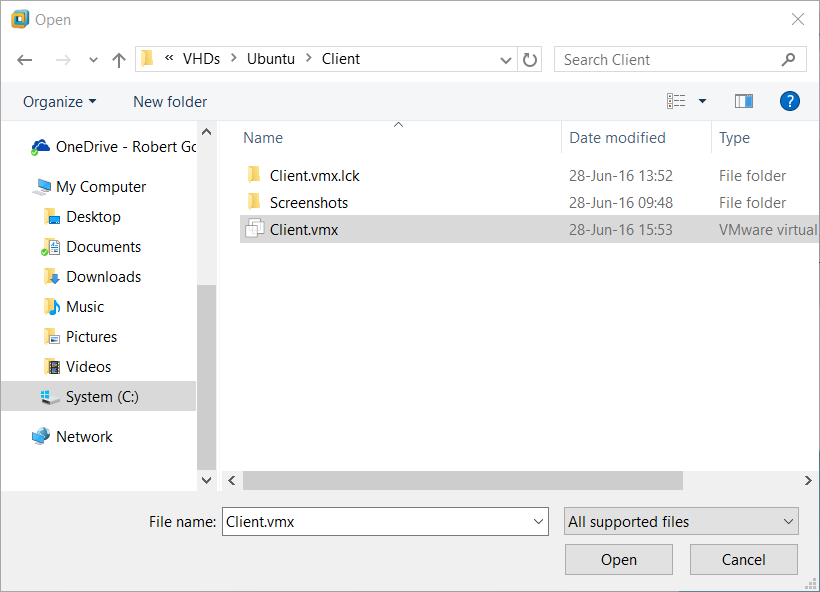 Open
« VHDs > Ubuntu > Client
Search Client
Organize
New folder
?
Name
Date modified
Type
OneDrive - Robert Gc
My Computer
Desktop
Documents
Downloads
Music
Pictures
Videos
System (C:)
Network
Client.vmx.lck 28-Jun-16 13:52 File folder
Screenshots 28-Jun-16 09:48 File folder
Client.vmx 28-Jun-16 15:53 VMware virtual
File name: Client.vmx
All supported files
Open
Cancel